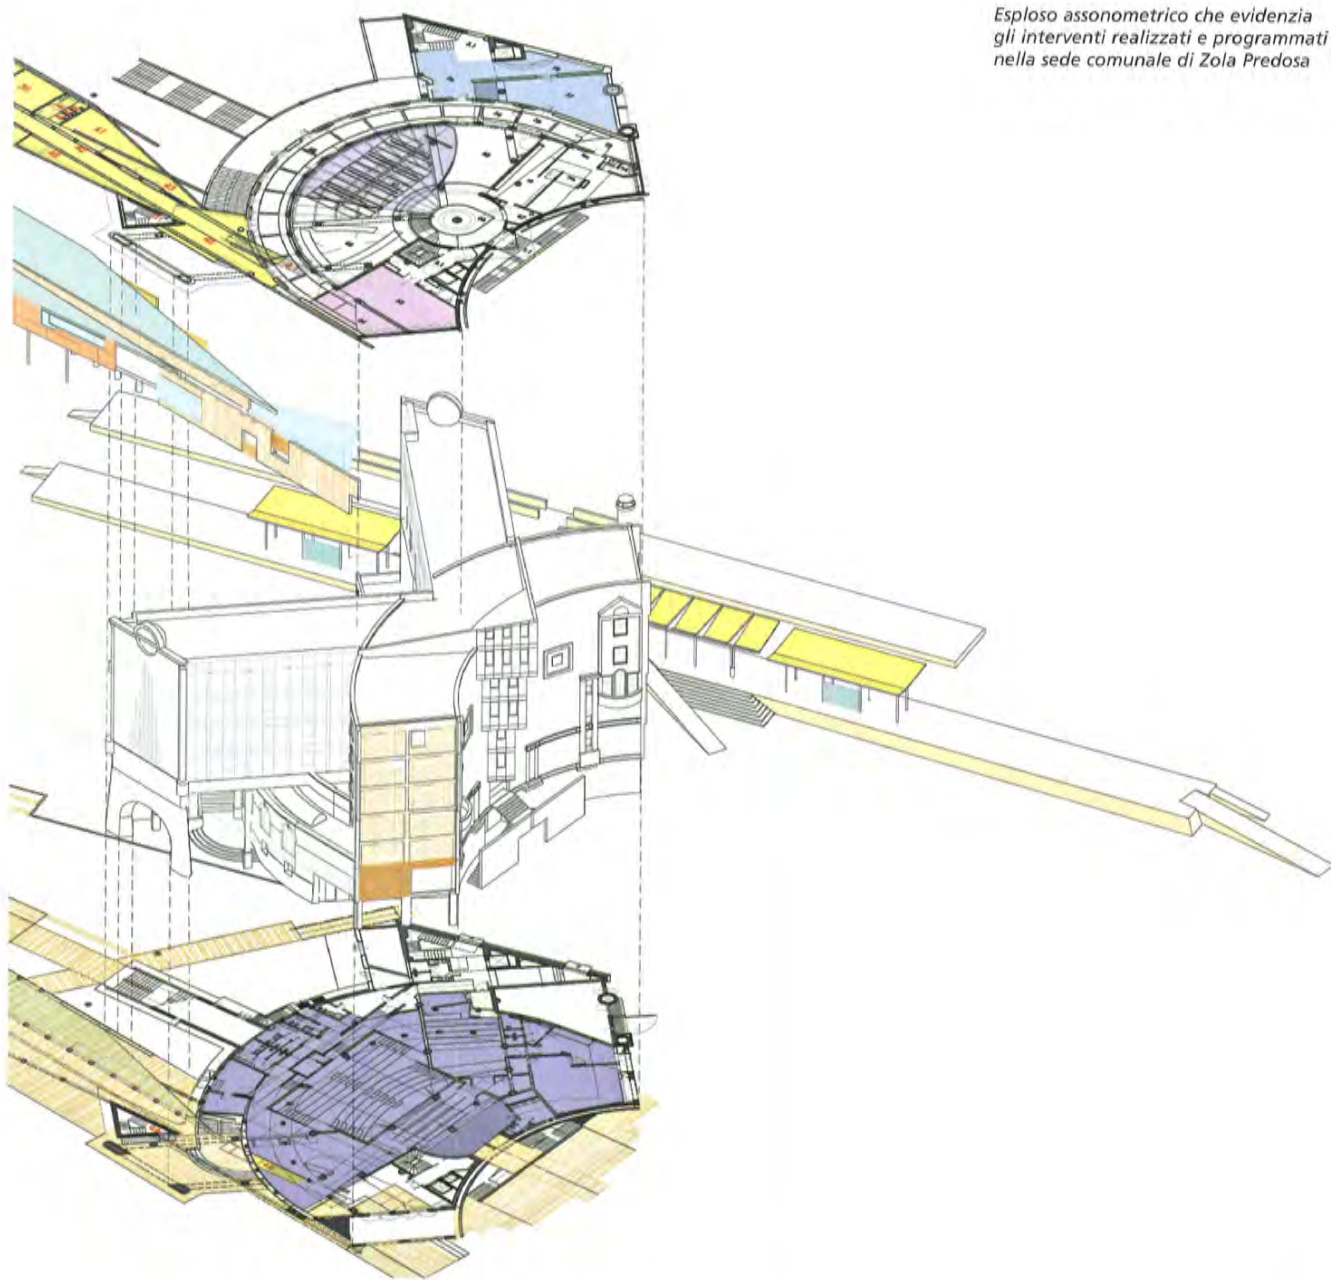 Esploso assonometrico che evidenzia
gli interventi realizzati e programmati
nella sede comunale di Zola Predosa